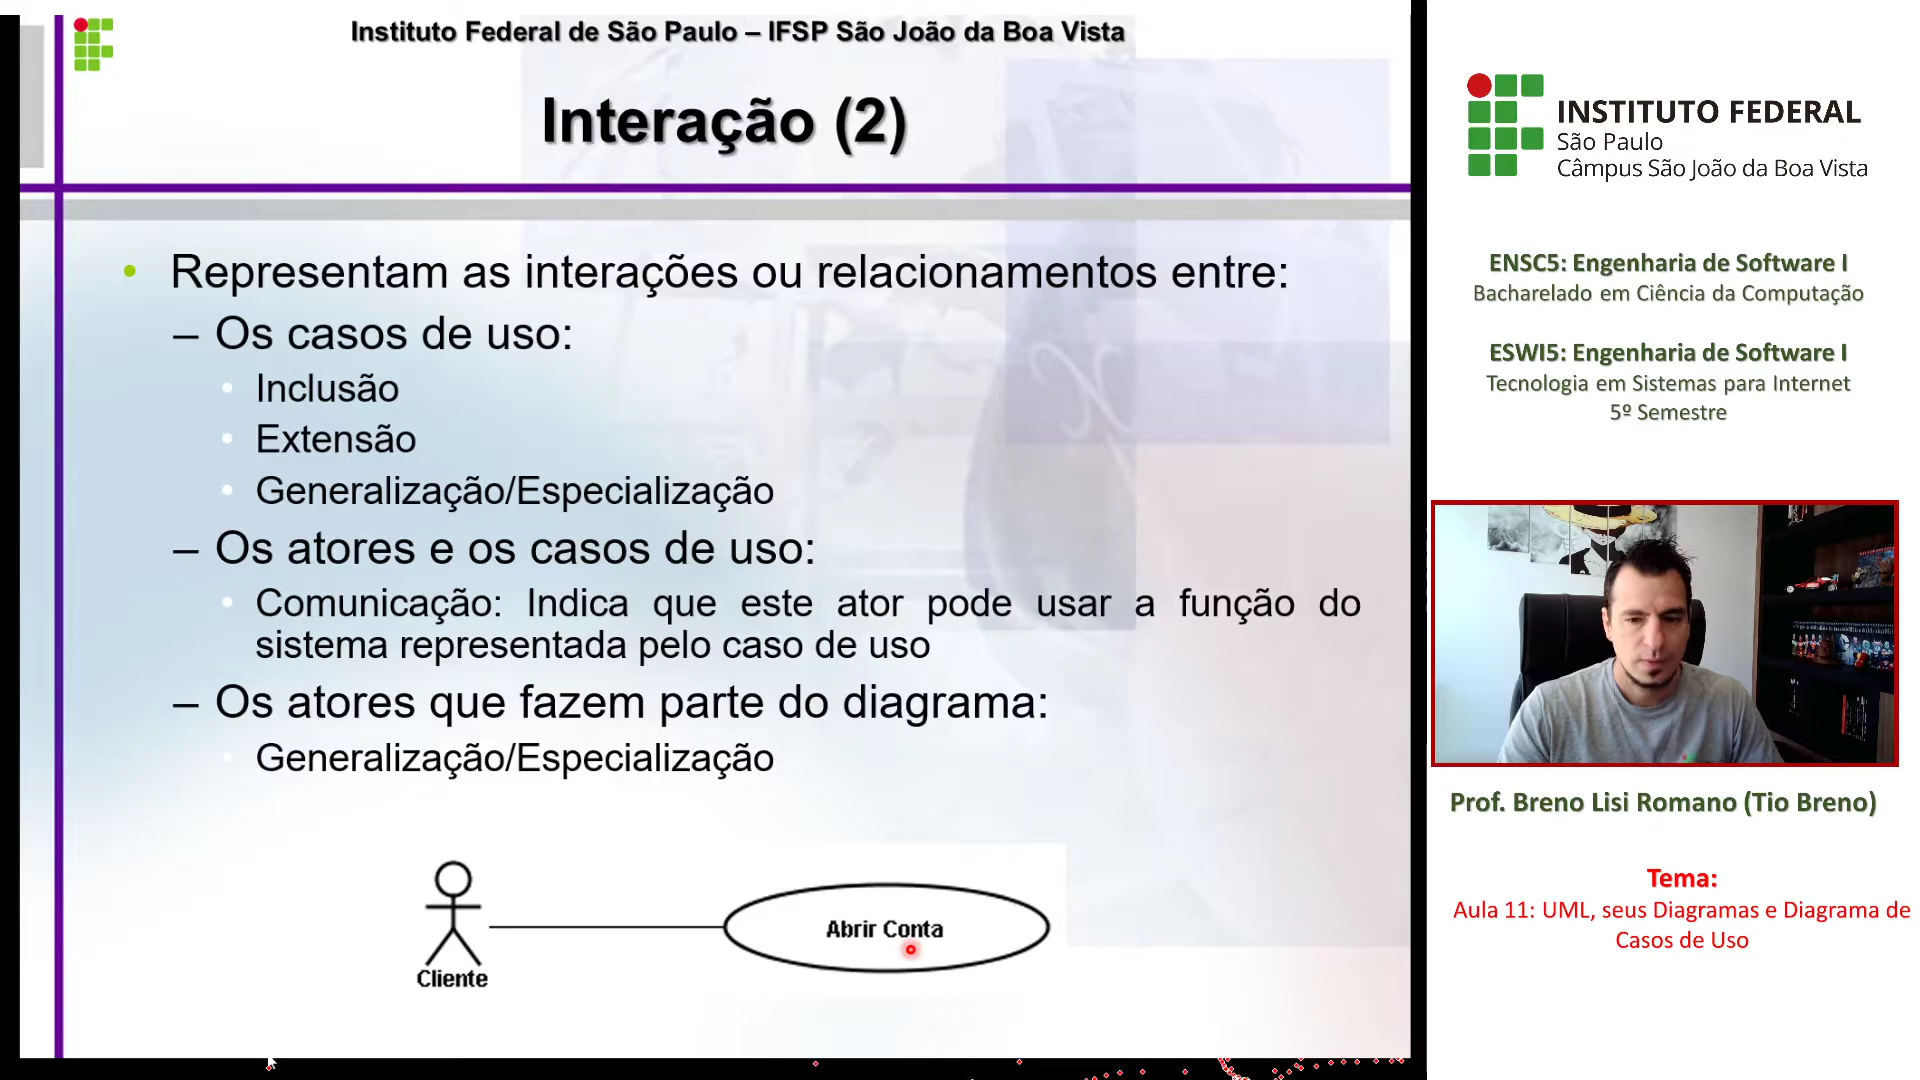 Instituto Federal de São Paulo – IFSP São João da Boa Vista
Interação (2)
• Representam as interações ou relacionamentos entre:
– Os casos de uso:
• Inclusão
• Extensão
• Generalização/Especialização
– Os atores e os casos de uso:
• Comunicação: Indica que este ator pode usar a função do
sistema representada pelo caso de uso
– Os atores que fazem parte do diagrama:
• Generalização/Especialização
Abrir Conta
Cliente
INSTITUTO FEDERAL
São Paulo
Câmpus São João da Boa Vista
ENSC5: Engenharia de Software I
Bacharelado em Ciência da Computação
ESWI5: Engenharia de Software I
Tecnologia em Sistemas para Internet
5º Semestre
Prof. Breno Lisi Romano (Tio Breno)
Tema:
Aula 11: UML, seus Diagramas e Diagrama de
Casos de Uso